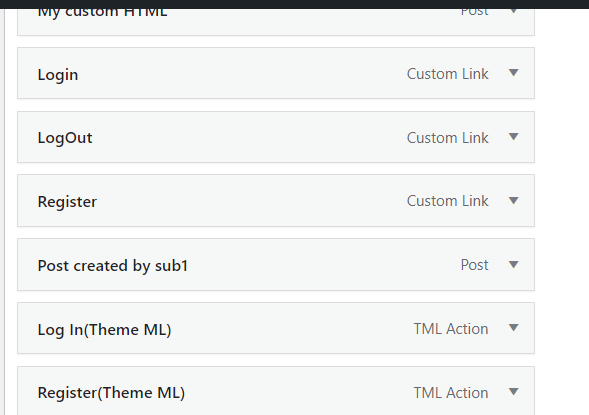 My custom HTML Post
Login Custom Link
LogOut Custom Link
Register Custom Link
Post created by sub1 Post
Log In(Theme ML) TML Action
Register(Theme ML) TML Action